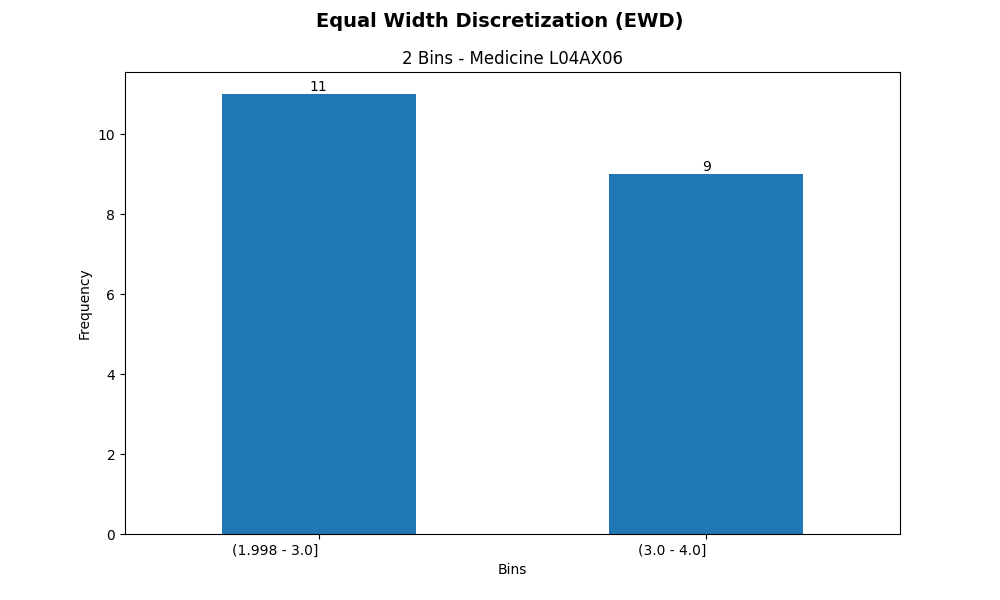 Equal Width Discretization (EWD)
2 Bins - Medicine L04AX06
11
9
10
8
6
4
2
0
Frequency
(1.998 - 3.0]
(3.0 - 4.0]
Bins